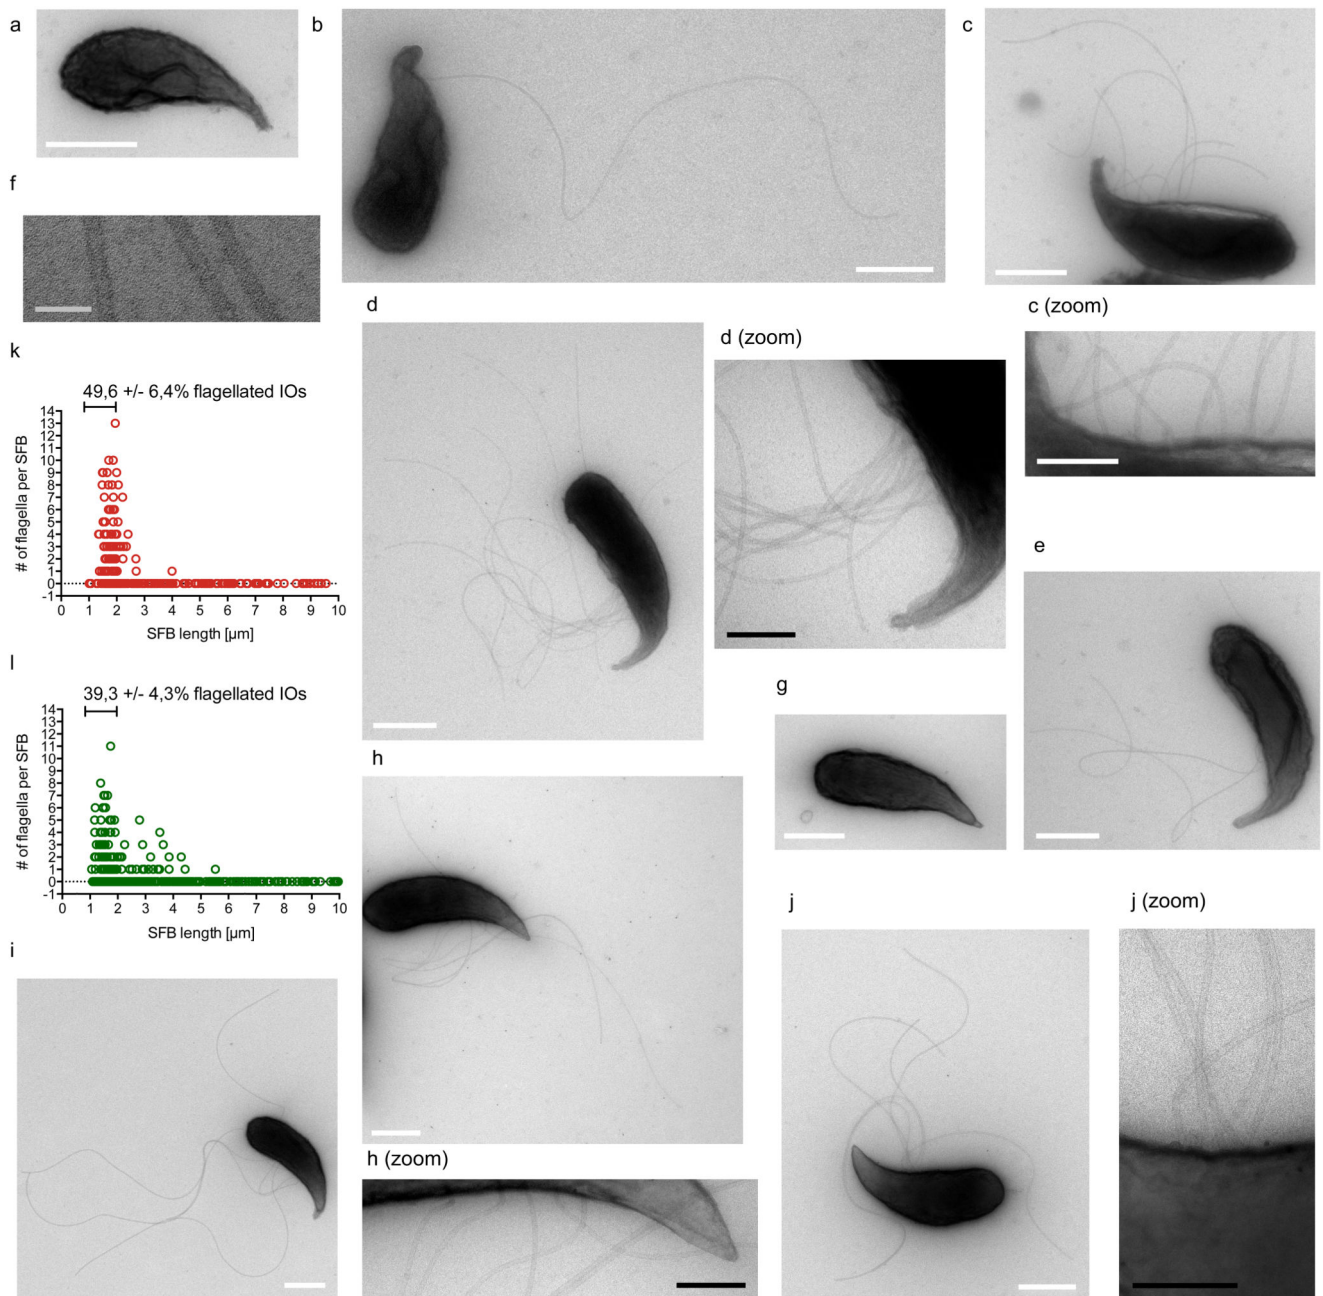 a
b
c
f
d
d (zoom)
c (zoom)
k
49,6 +/- 6,4% flagellated IOs
# of flagella per SFB
14
13
12
11
10
9
8
7
6
5
4
3
2
1
0
-1
0 1 2 3 4 5 6 7 8 9 10
SFB length [µm]
e
l
39,3 +/- 4,3% flagellated IOs
# of flagella per SFB
14
13
12
11
10
9
8
7
6
5
4
3
2
1
0
-1
0 1 2 3 4 5 6 7 8 9 10
SFB length [µm]
g
h
i
j
j (zoom)
h (zoom)